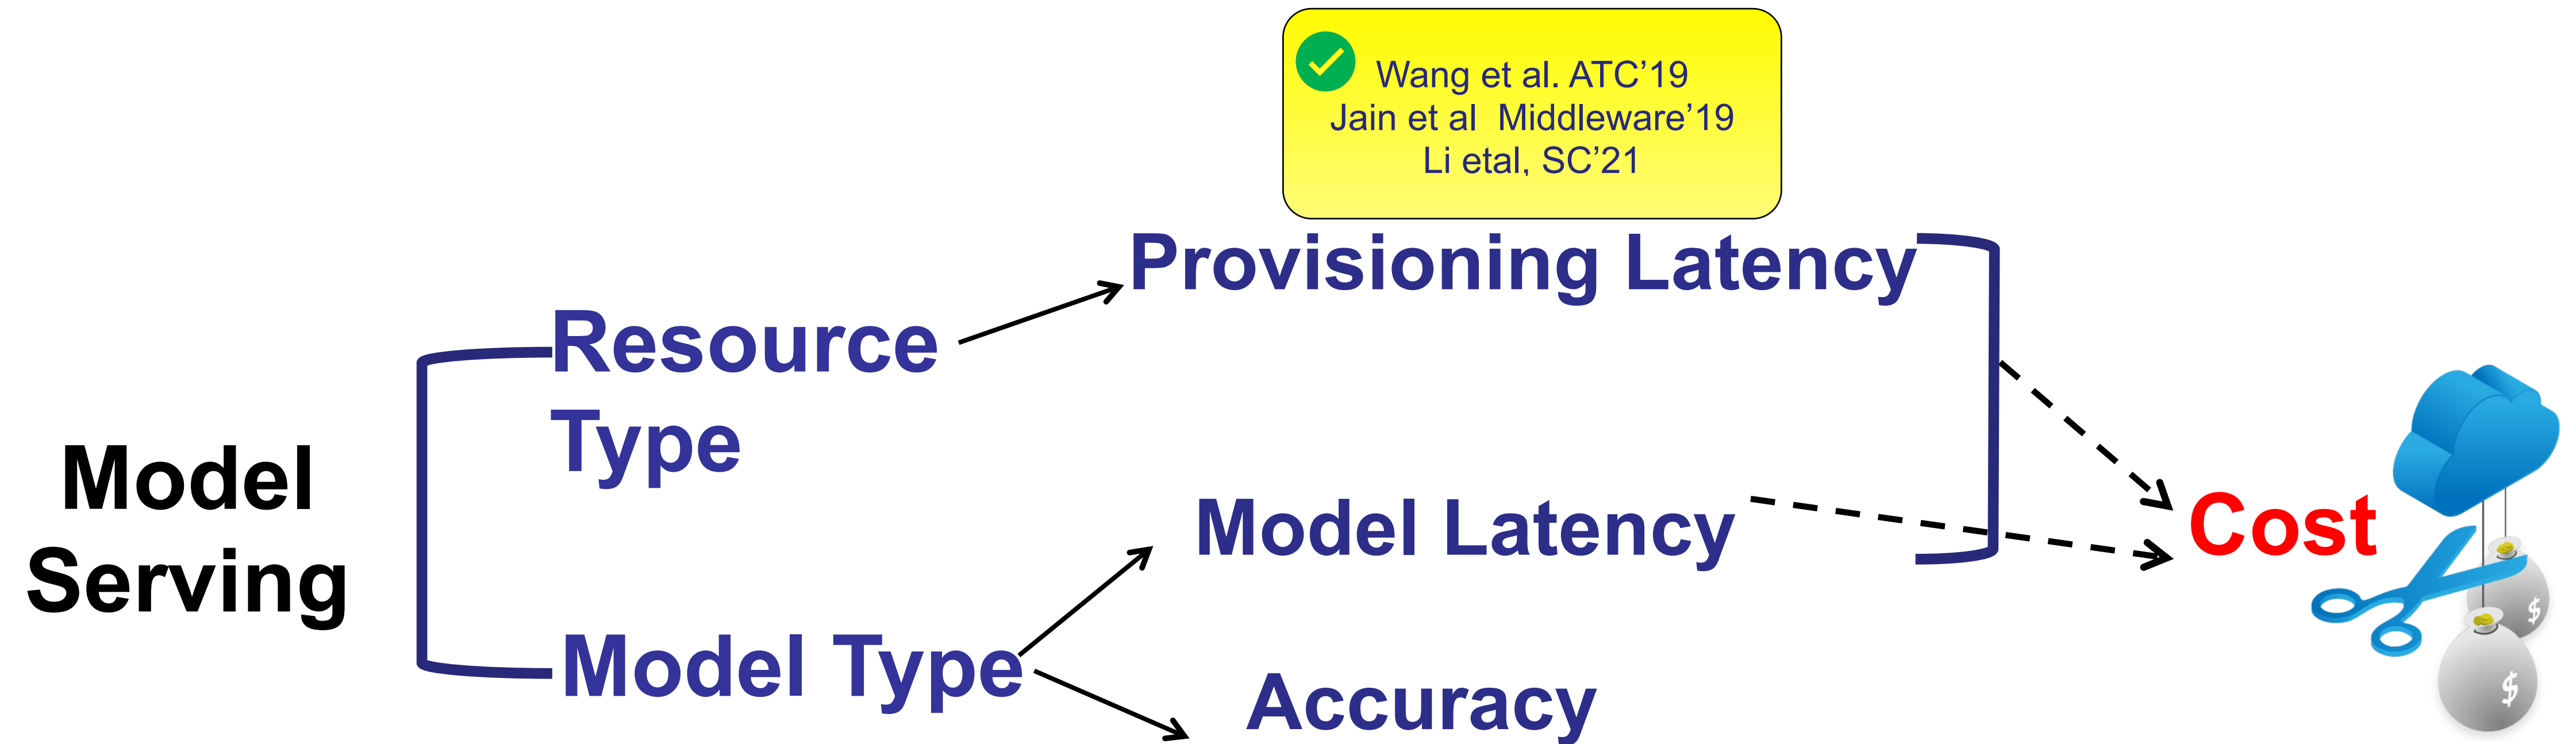 Wang et al. ATC’19
Jain et al  Middleware’19
Li etal, SC’21
Provisioning Latency
Resource
Type
Model
Serving
Model Latency
Cost
Model Type
Accuracy
$
$